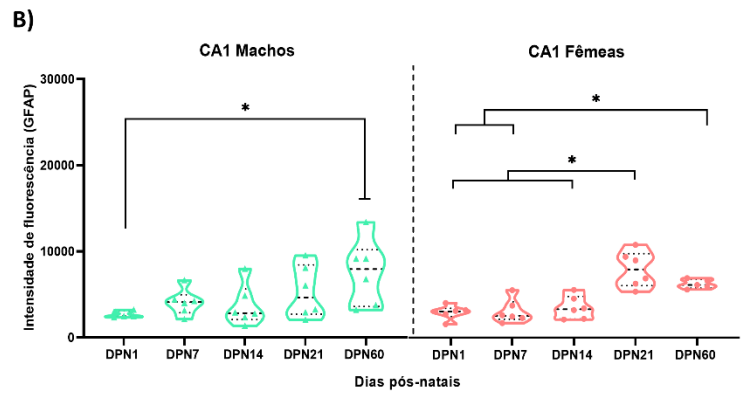 B)
CA1 Machos
CA1 Fêmeas
Intensidade de fluorescência (GFAP)
30000
20000
10000
0
*
*
*
DPN1 DPN7 DPN14 DPN21 DPN60
DPN1 DPN7 DPN14 DPN21 DPN60
Dias pós-natais